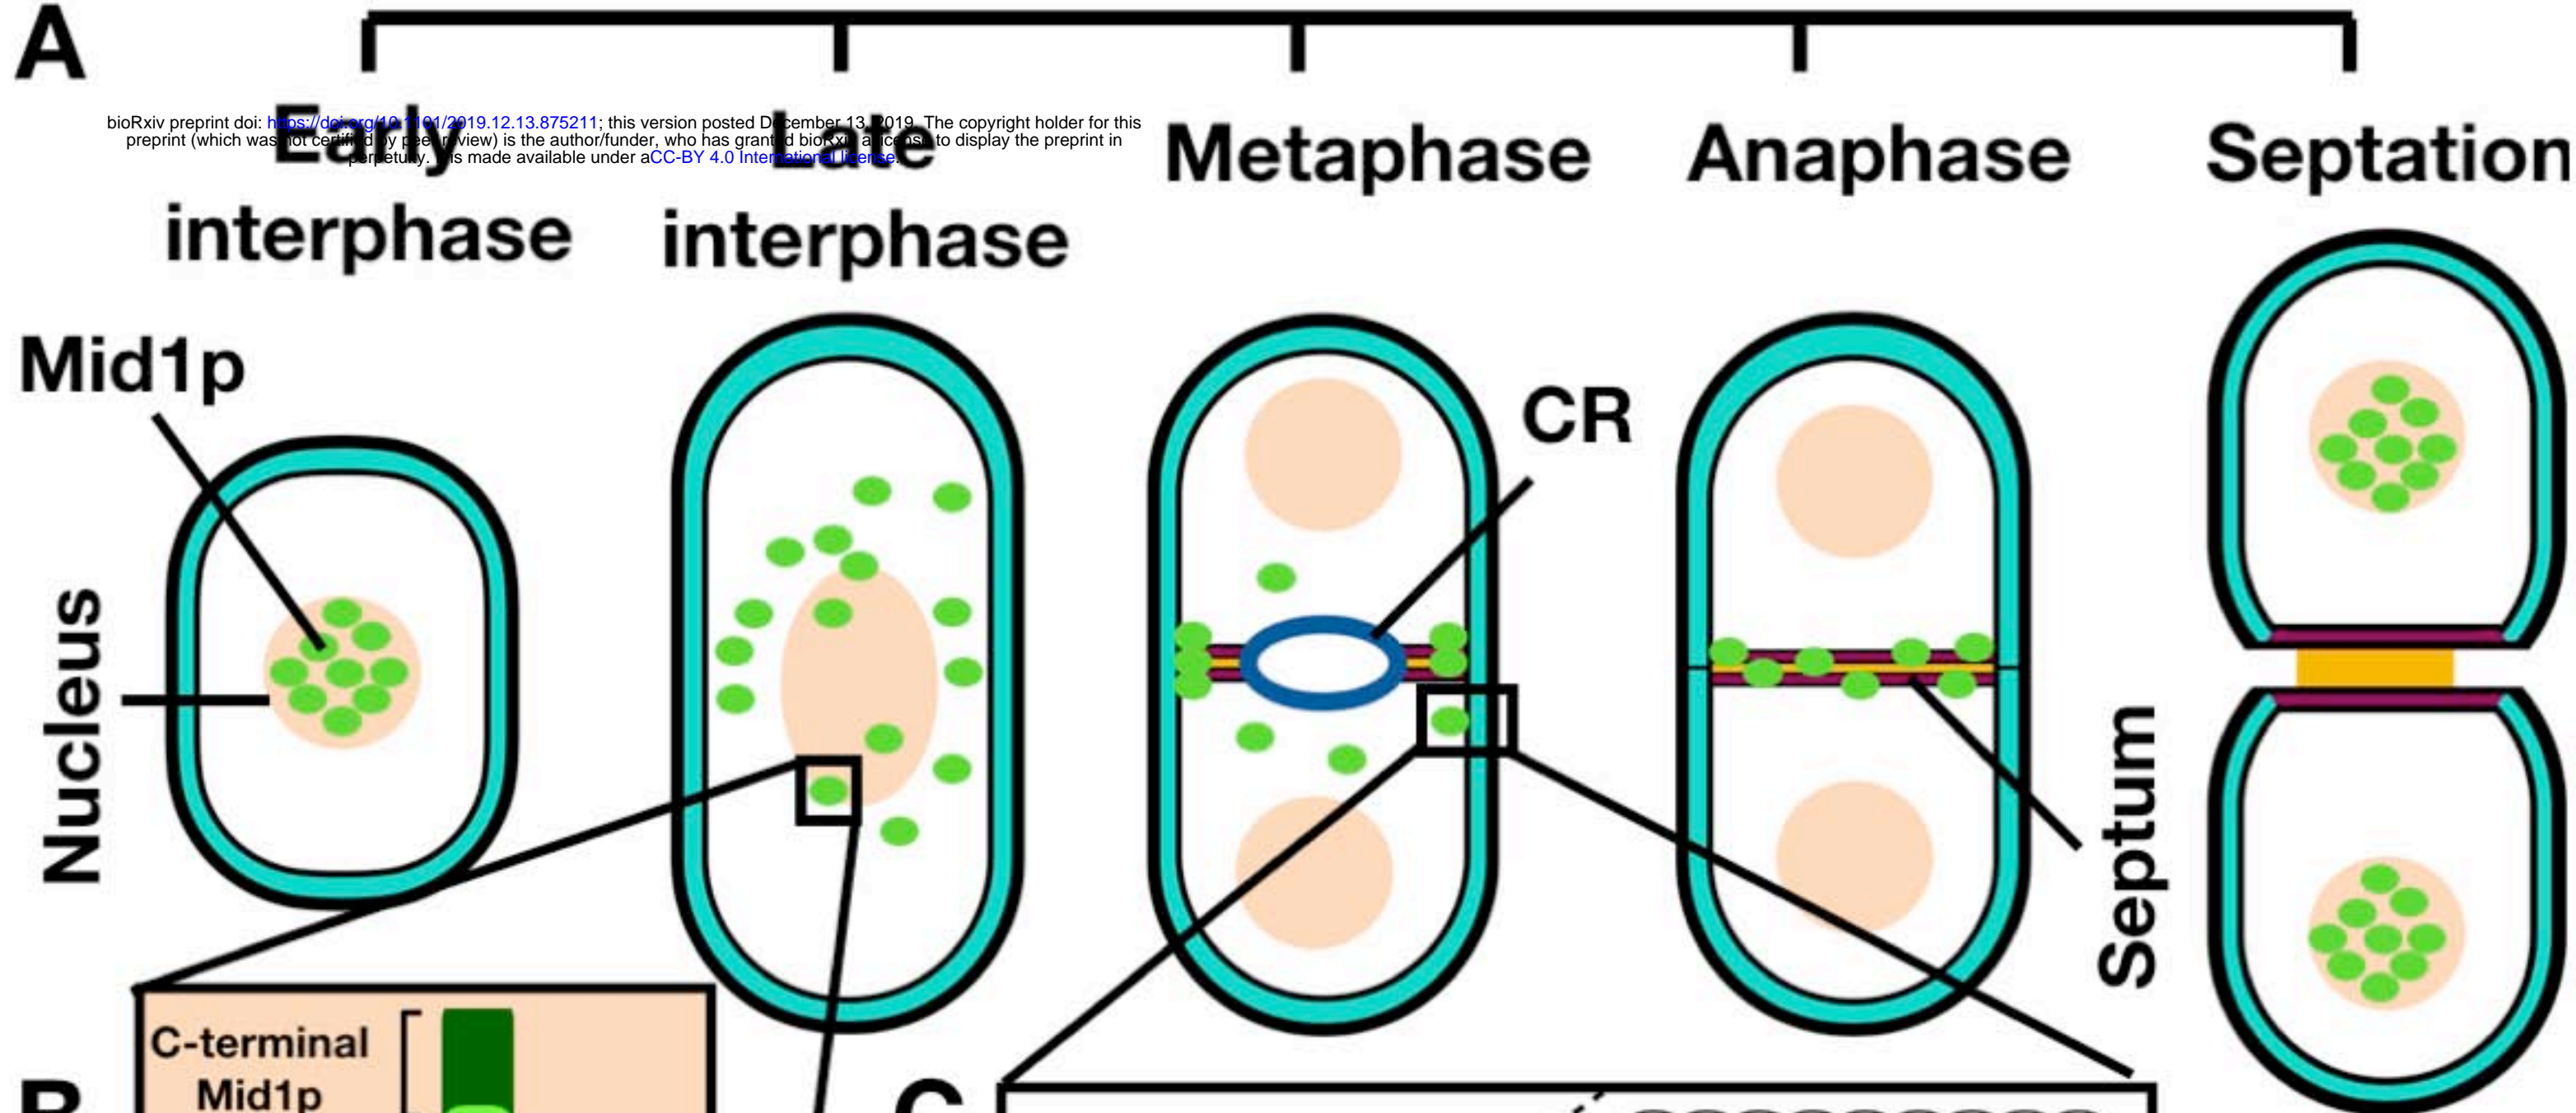 A
Early
interphase
Late
interphase
Metaphase
Anaphase
Septation
bioRxiv preprint doi: https://doi.org/10.1101/2019.12.13.875211; this version posted December 13, 2019. The copyright holder for this
preprint (which was not certified by peer review) is the author/funder, who has granted bioRxiv a license to display the preprint in
perpetuity. It is made available under aCC-BY 4.0 International license.
Mid1p
Nucleus
CR
Septum
B
C-terminal
Mid1p
C